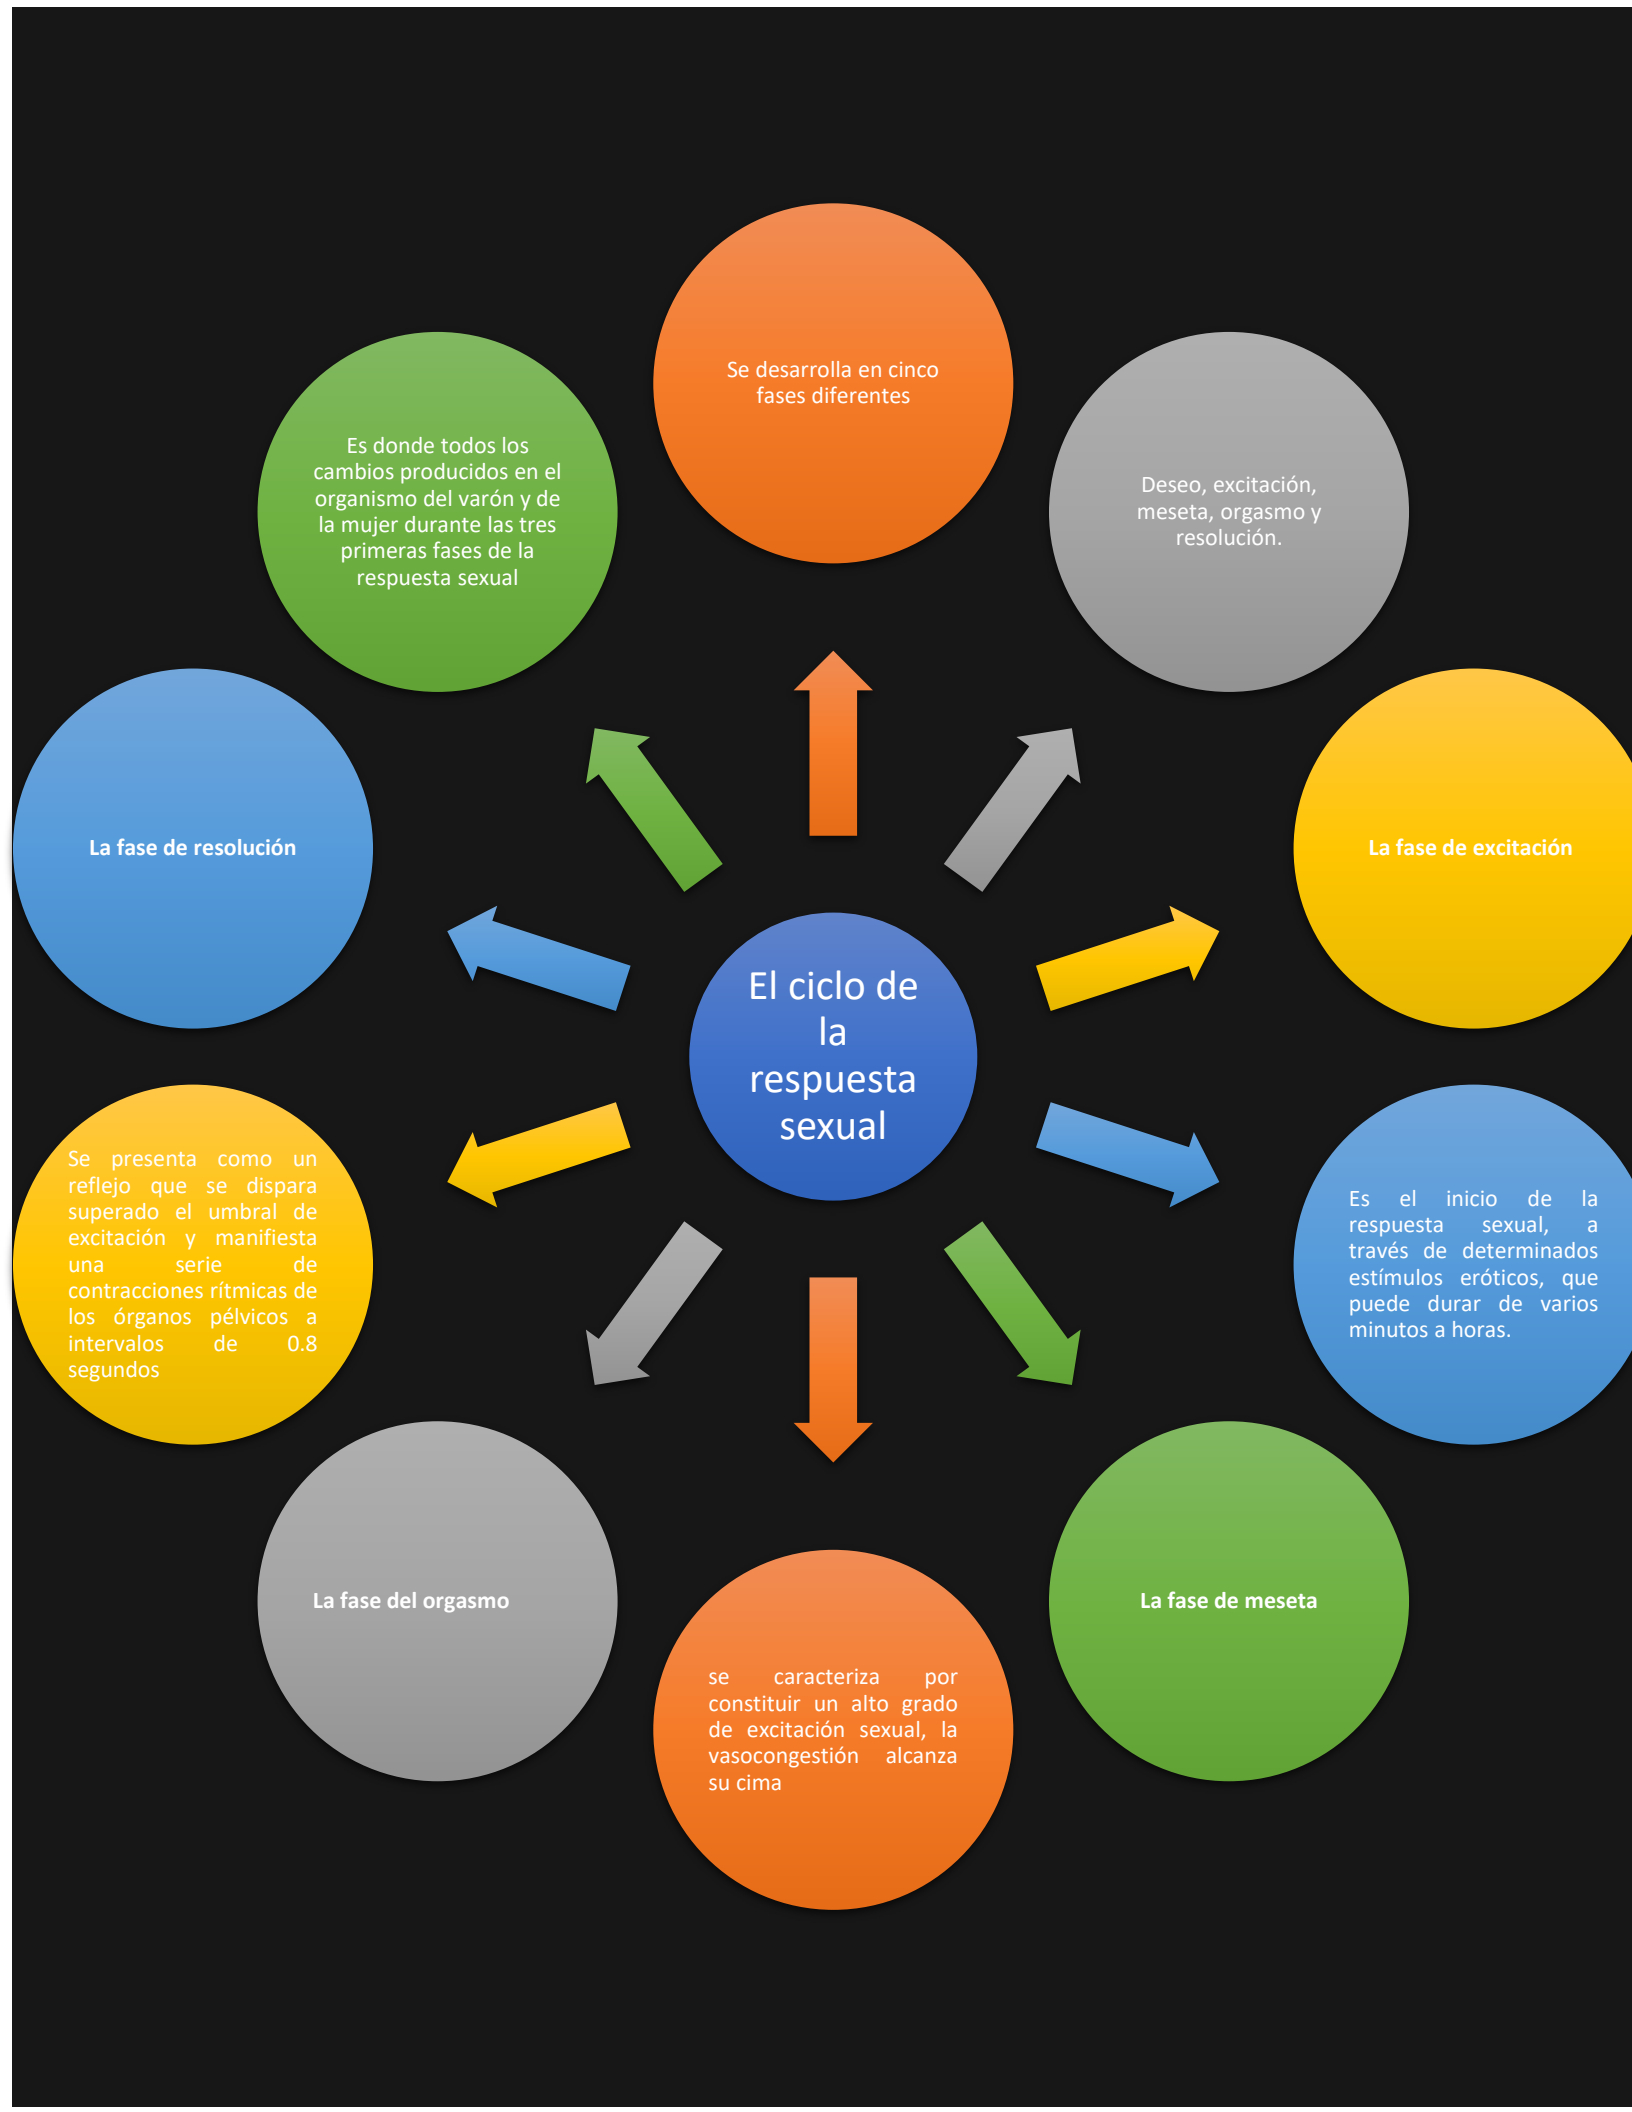 Se desarrolla en cinco
fases diferentes
Deseo, excitación,
meseta, orgasmo y
resolución.
La fase de excitación
Es el inicio de la
respuesta sexual, a
través de determinados
estímulos eróticos, que
puede durar de varios
minutos a horas.
La fase de meseta
se caracteriza por
constituir un alto grado
de excitación sexual, la
vasocongestión alcanza
su cima
La fase del orgasmo
Se presenta como un
reflejo que se dispara
superado el umbral de
excitación y manifiesta
una serie de
contracciones rítmicas de
los órganos pélvicos a
intervalos de 0.8
segundos
La fase de resolución
Es donde todos los
cambios producidos en el
organismo del varón y de
la mujer durante las tres
primeras fases de la
respuesta sexual
El ciclo de
la
respuesta
sexual